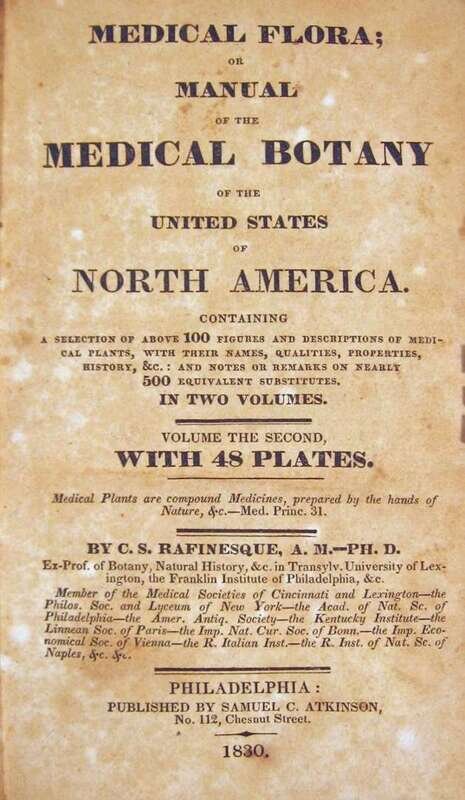 MEDICAL FLORA;
OR
MANUAL
OF THE
MEDICAL BOTANY
OF THE
UNITED STATES
OF
NORTH AMERICA.
CONTAINING
A SELECTION OF ABOVE 100 FIGURES AND DESCRIPTIONS OF MEDI-
CAL PLANTS, WITH THEIR NAMES, QUALITIES, PROPERTIES,
HISTORY, &C.: AND NOTES OR REMARKS ON NEARLY
500 EQUIVALENT SUBSTITUTES.
IN TWO VOLUMES.
VOLUME THE SECOND,
WITH 48 PLATES.
Medical Plants are compound Medicines, prepared by the hands of
Nature, &c.—Med. Princ. 31.
BY C. S. RAFINESQUE, A. M.—PH. D.
Ex-Prof. of Botany, Natural History, &c. in Transylv. University of Lex-
ington, the Franklin Institute of Philadelphia, &c.
Member of the Medical Societies of Cincinnati and Lexington—the
Philos. Soc. and Lyceum of New York—the Acad. of Nat. Sc. of
Philadelphia—the Amer. Antiq. Society—the Kentucky Institute—the
Linnean Soc. of Paris—the Imp. Nat. Cur. Soc. of Bonn.—the Imp. Eco-
nomical Soc. of Vienna—the R. Italian Inst.—the R. Inst. of Nat. Sc. of
Naples, &c. &c.
PHILADELPHIA:
PUBLISHED BY SAMUEL C. ATKINSON,
No. 112, Chesnut Street.
1830.